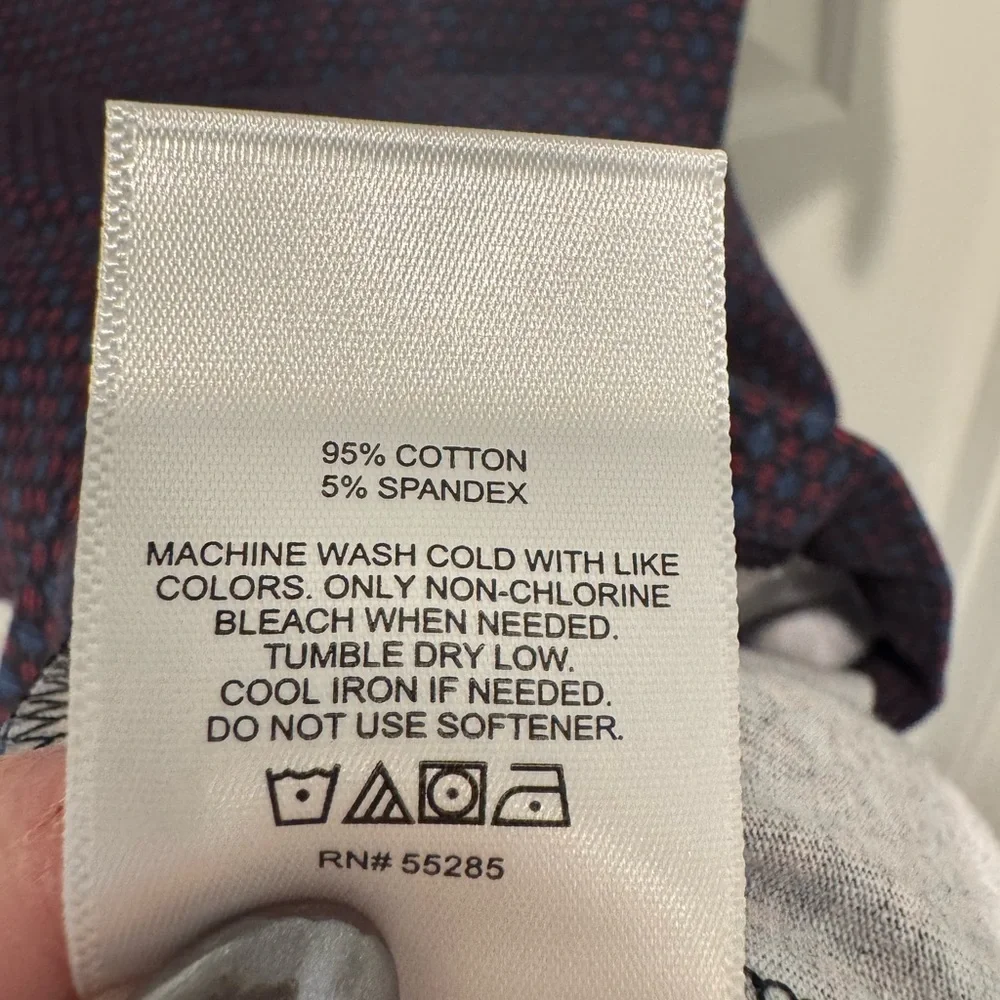 95% COTTON
5% SPANDEX
MACHINE WASH COLD WITH LIKE
COLORS. ONLY NON-CHLORINE
BLEACH WHEN NEEDED.
TUMBLE DRY LOW.
COOL IRON IF NEEDED.
DO NOT USE SOFTENER.
RN# 55285